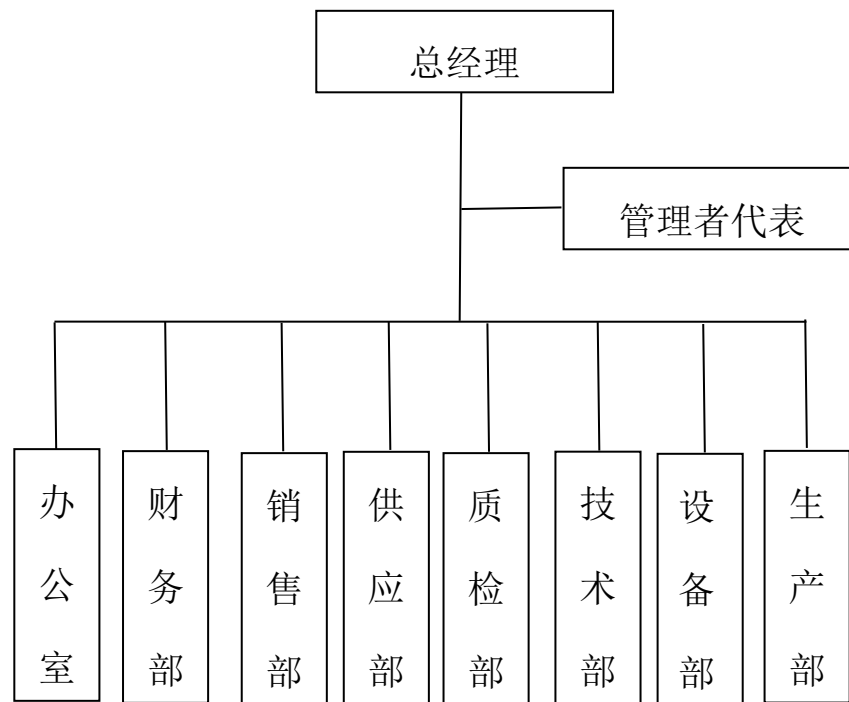 总经理
管理者代表
办公室
财务部
销售部
供应部
质检部
技术部
设备部
生产部